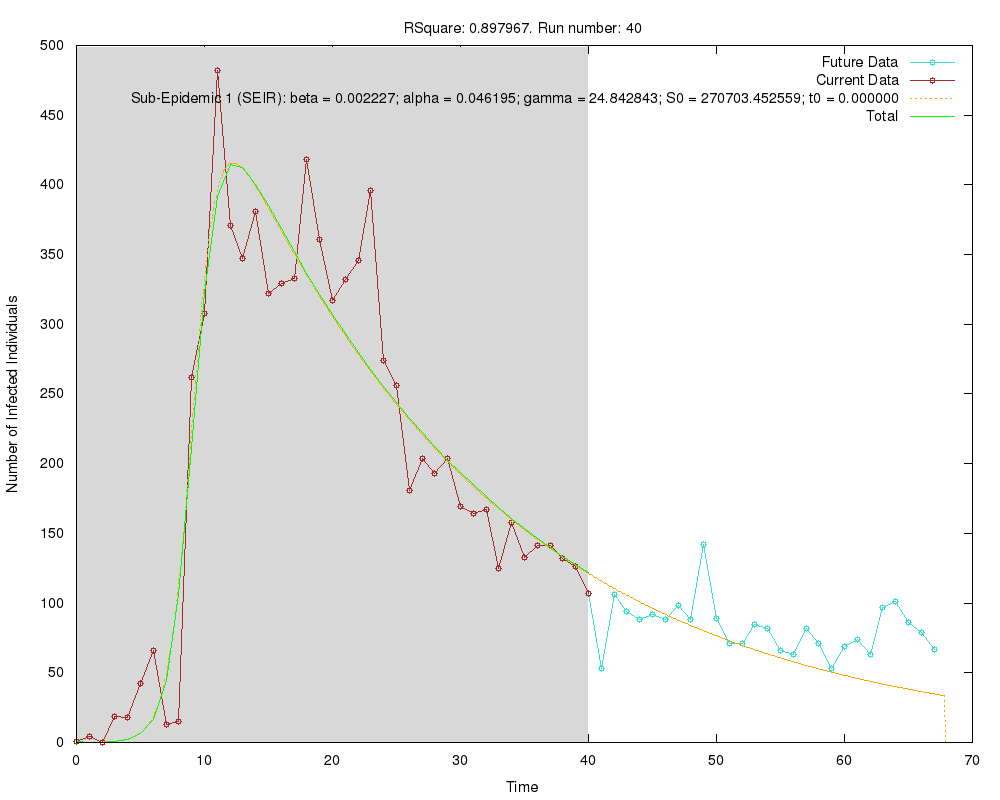 RSquare: 0.897967. Run number: 40
500
450
400
350
300
250
200
150
100
50
0
0 10 20 30 40 50 60 70
Number of Infected Individuals
Time
Future Data
Current Data
Sub-Epidemic 1 (SEIR): beta = 0.002227; alpha = 0.046195; gamma = 24.842843; S0 = 270703.452559; t0 = 0.000000
Total